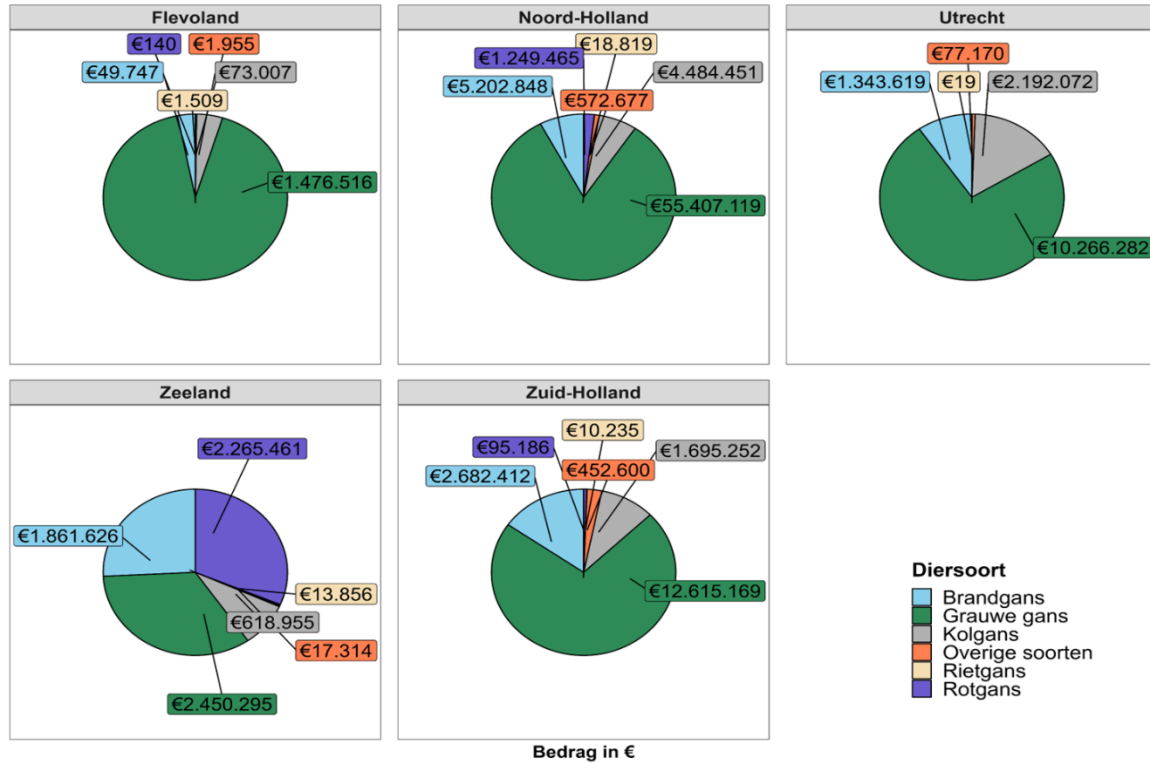 Flevoland
€140
€1.955
€49.747
€73.007
€1.509
€1.476.516
Noord-Holland
€18.819
€1.249.465
€4.484.451
€5.202.848
€572.677
€55.407.119
Utrecht
€77.170
€1.343.619
€19
€2.192.072
€10.266.282
Zeeland
€2.265.461
€1.861.626
€13.856
€618.955
€17.314
€2.450.295
Zuid-Holland
€10.235
€95.186
€1.695.252
€2.682.412
€452.600
€12.615.169
Diersoort
Brandgans
Grauwe gans
Kolgans
Overige soorten
Rietgans
Rotgans
Bedrag in €